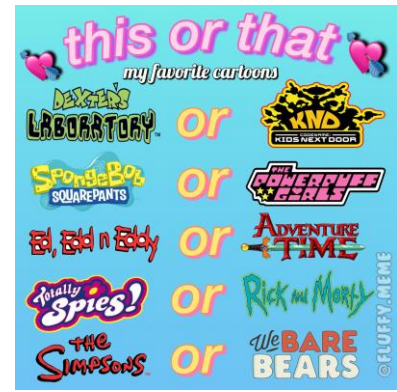 this or that
my favorite cartoons
DEXTER'S LABORATORY™ or KND CODENAME: KIDS NEXT DOOR
SpongeBob SQUAREPANTS or THE POWERPUFF GIRLS
Ed, Edd n Eddy or ADVENTURE TIME
Totally Spies! or RICK AND MORTY
THE SIMPSONS or We BARE BEARS
@FLUFFY.MEME